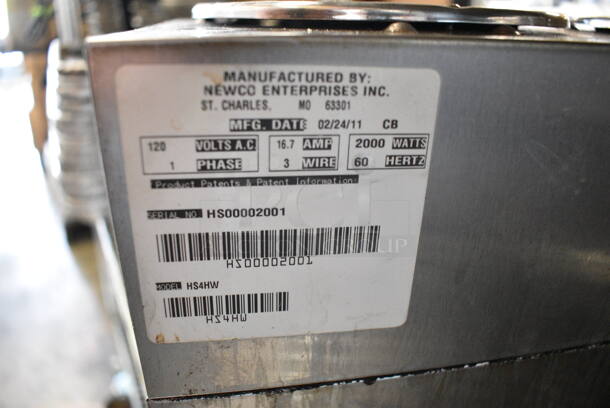 MANUFACTURED BY:
NEWCO ENTERPRISES INC.
ST. CHARLES, MO 63301
MFG. DATE 02/24/11 CB
120 VOLTS A.C 16.7 AMP 2000 WATTS
1 PHASE 3 WIRE 60 HERTZ
Product Patents & Patent Information:
SERIAL NO HS00002001
HS00002001
MODEL HS4HW
HS4HW